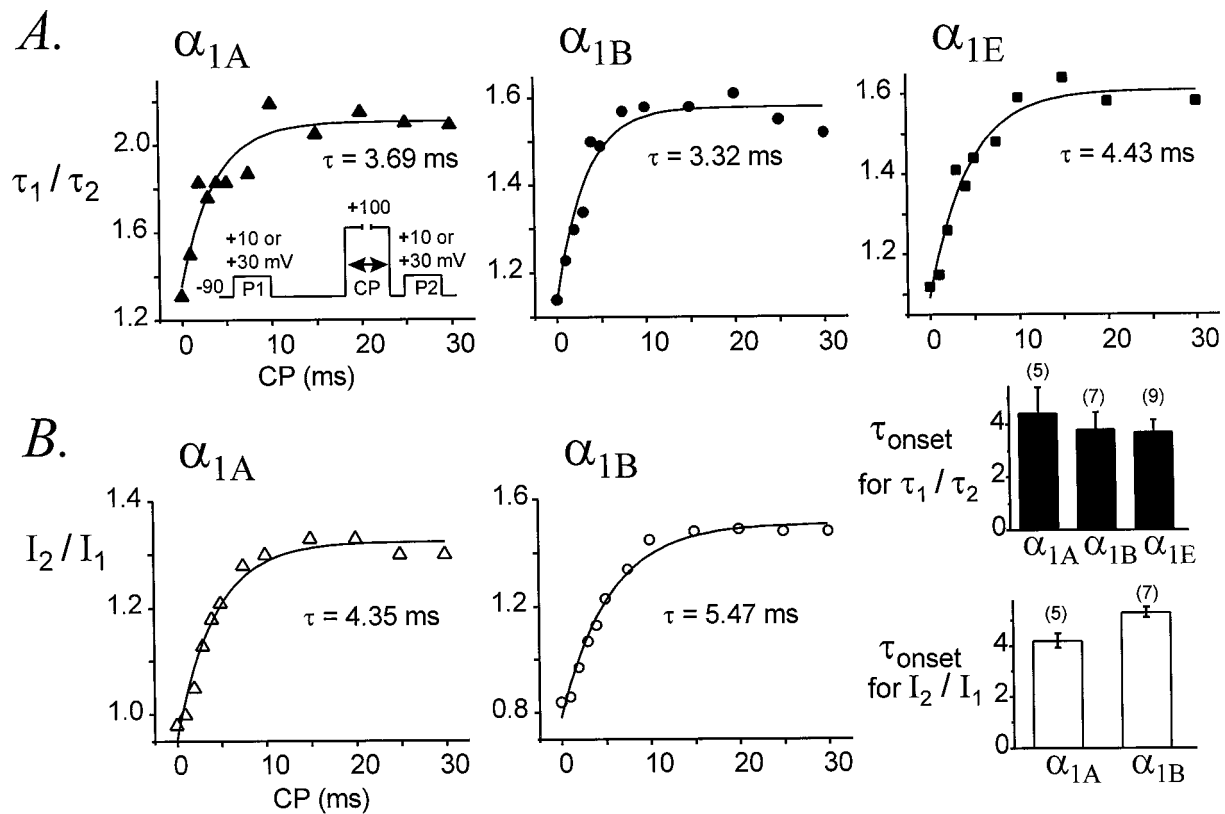 A.
α1A
α1B
α1E
τ1 / τ2
2.0
1.6
1.2
τ = 3.69 ms
+100
+10 or
+30 mV
+10 or
+30 mV
-90
P1
CP
P2
0 10 20 30
CP (ms)
1.6
1.4
1.2
τ = 3.32 ms
0 10 20 30
1.6
1.4
1.2
τ = 4.43 ms
0 10 20 30
B.
α1A
α1B
I2 / I1
1.4
1.2
1.0
τ = 4.35 ms
0 10 20 30
CP (ms)
1.6
1.2
0.8
τ = 5.47 ms
0 10 20 30
τonset
for τ1 / τ2
4
2
0
(5) (7) (9)
α1A α1B α1E
τonset
for I2 / I1
4
2
0
(5) (7)
α1A α1B